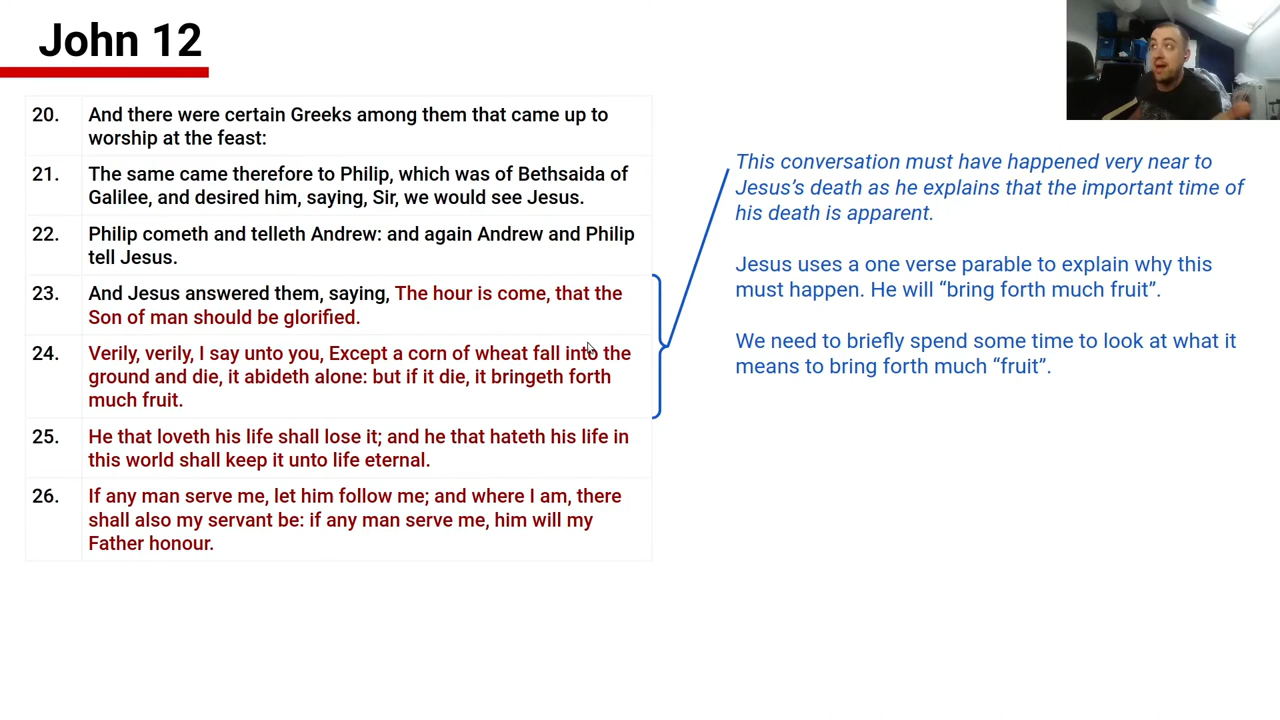 John 12
20. And there were certain Greeks among them that came up to
worship at the feast:
21. The same came therefore to Philip, which was of Bethsaida of
Galilee, and desired him, saying, Sir, we would see Jesus.
22. Philip cometh and telleth Andrew: and again Andrew and Philip
tell Jesus.
23. And Jesus answered them, saying, The hour is come, that the
Son of man should be glorified.
24. Verily, verily, I say unto you, Except a corn of wheat fall into the
ground and die, it abideth alone: but if it die, it bringeth forth
much fruit.
25. He that loveth his life shall lose it; and he that hateth his life in
this world shall keep it unto life eternal.
26. If any man serve me, let him follow me; and where I am, there
shall also my servant be: if any man serve me, him will my
Father honour.
This conversation must have happened very near to
Jesus's death as he explains that the important time of
his death is apparent.
Jesus uses a one verse parable to explain why this
must happen. He will “bring forth much fruit”.
We need to briefly spend some time to look at what it
means to bring forth much “fruit”.